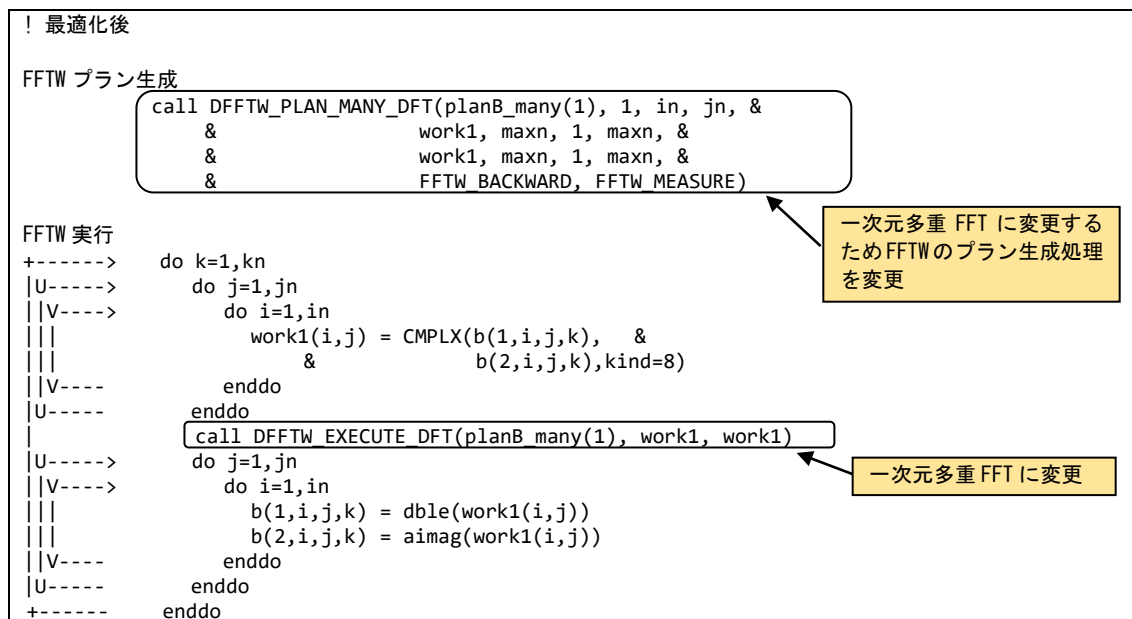 ! 最適化後
FFTW プラン生成
call DFFTW_PLAN_MANY_DFT(planB_many(1), 1, in, jn, &
& work1, maxn, 1, maxn, &
& work1, maxn, 1, maxn, &
& FFTW_BACKWARD, FFTW_MEASURE)
一次元多重 FFT に変更する
ため FFTW のプラン生成処理
を変更
FFTW 実行
+------> do k=1,kn
|U-----> do j=1,jn
||V----> do i=1,in
||| work1(i,j) = CMPLX(b(1,i,j,k), &
||| & b(2,i,j,k),kind=8)
||V---- enddo
|U----- enddo
| call DFFTW_EXECUTE_DFT(planB_many(1), work1, work1)
|U-----> do j=1,jn
一次元多重 FFT に変更
||V----> do i=1,in
||| b(1,i,j,k) = dble(work1(i,j))
||| b(2,i,j,k) = aimag(work1(i,j))
||V---- enddo
|U----- enddo
+------ enddo